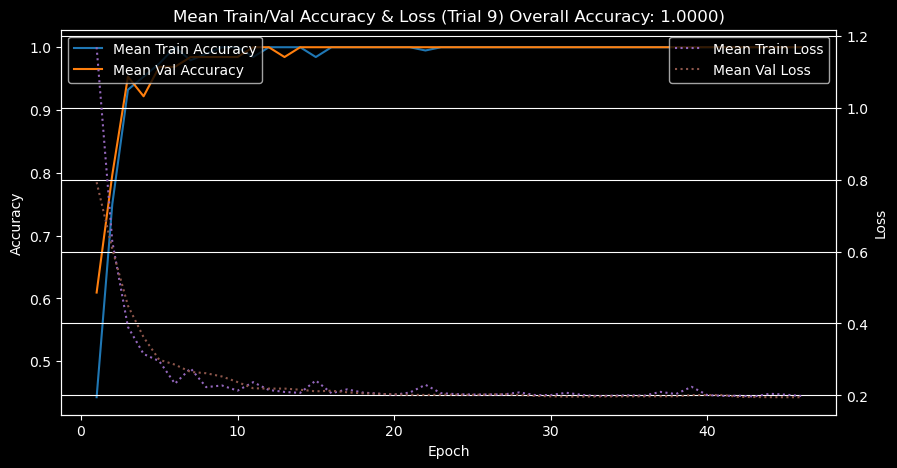 Mean Train/Val Accuracy & Loss (Trial 9) Overall Accuracy: 1.0000)
Mean Train Accuracy
Mean Val Accuracy
Mean Train Loss
Mean Val Loss
Accuracy
1.0
0.9
0.8
0.7
0.6
0.5
1.2
1.0
0.8
0.6
0.4
0.2
Loss
0
10
20
30
40
Epoch